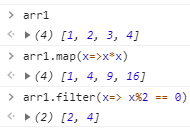 > arr1
<· ▶ (4) [1, 2, 3, 4]
> arr1.map(x=>x*x)
<· ▶ (4) [1, 4, 9, 16]
> arr1.filter(x=> x%2 == 0)
<· ▶ (2) [2, 4]